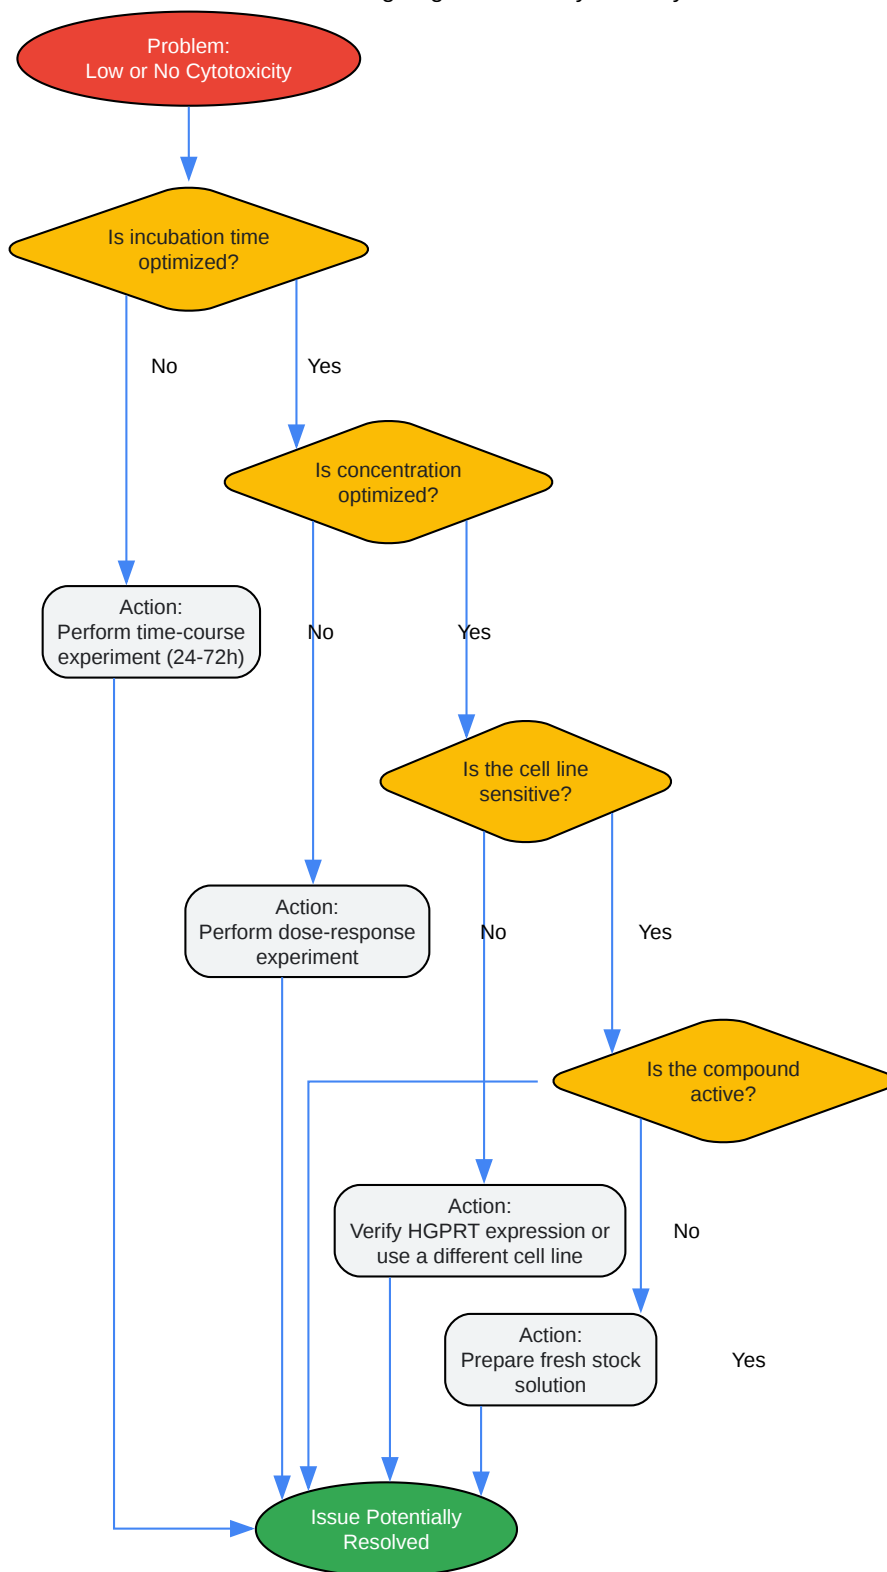 Problem:
Low or No Cytotoxicity
Is incubation time
optimized?
No
Yes
Is concentration
optimized?
Action:
Perform time-course
experiment (24-72h)
No
Yes
Is the cell line
sensitive?
Action:
Perform dose-response
experiment
No
Yes
Is the compound
active?
Action:
Verify HGPRT expression or
use a different cell line
No
Action:
Prepare fresh stock
solution
Yes
Issue Potentially
Resolved